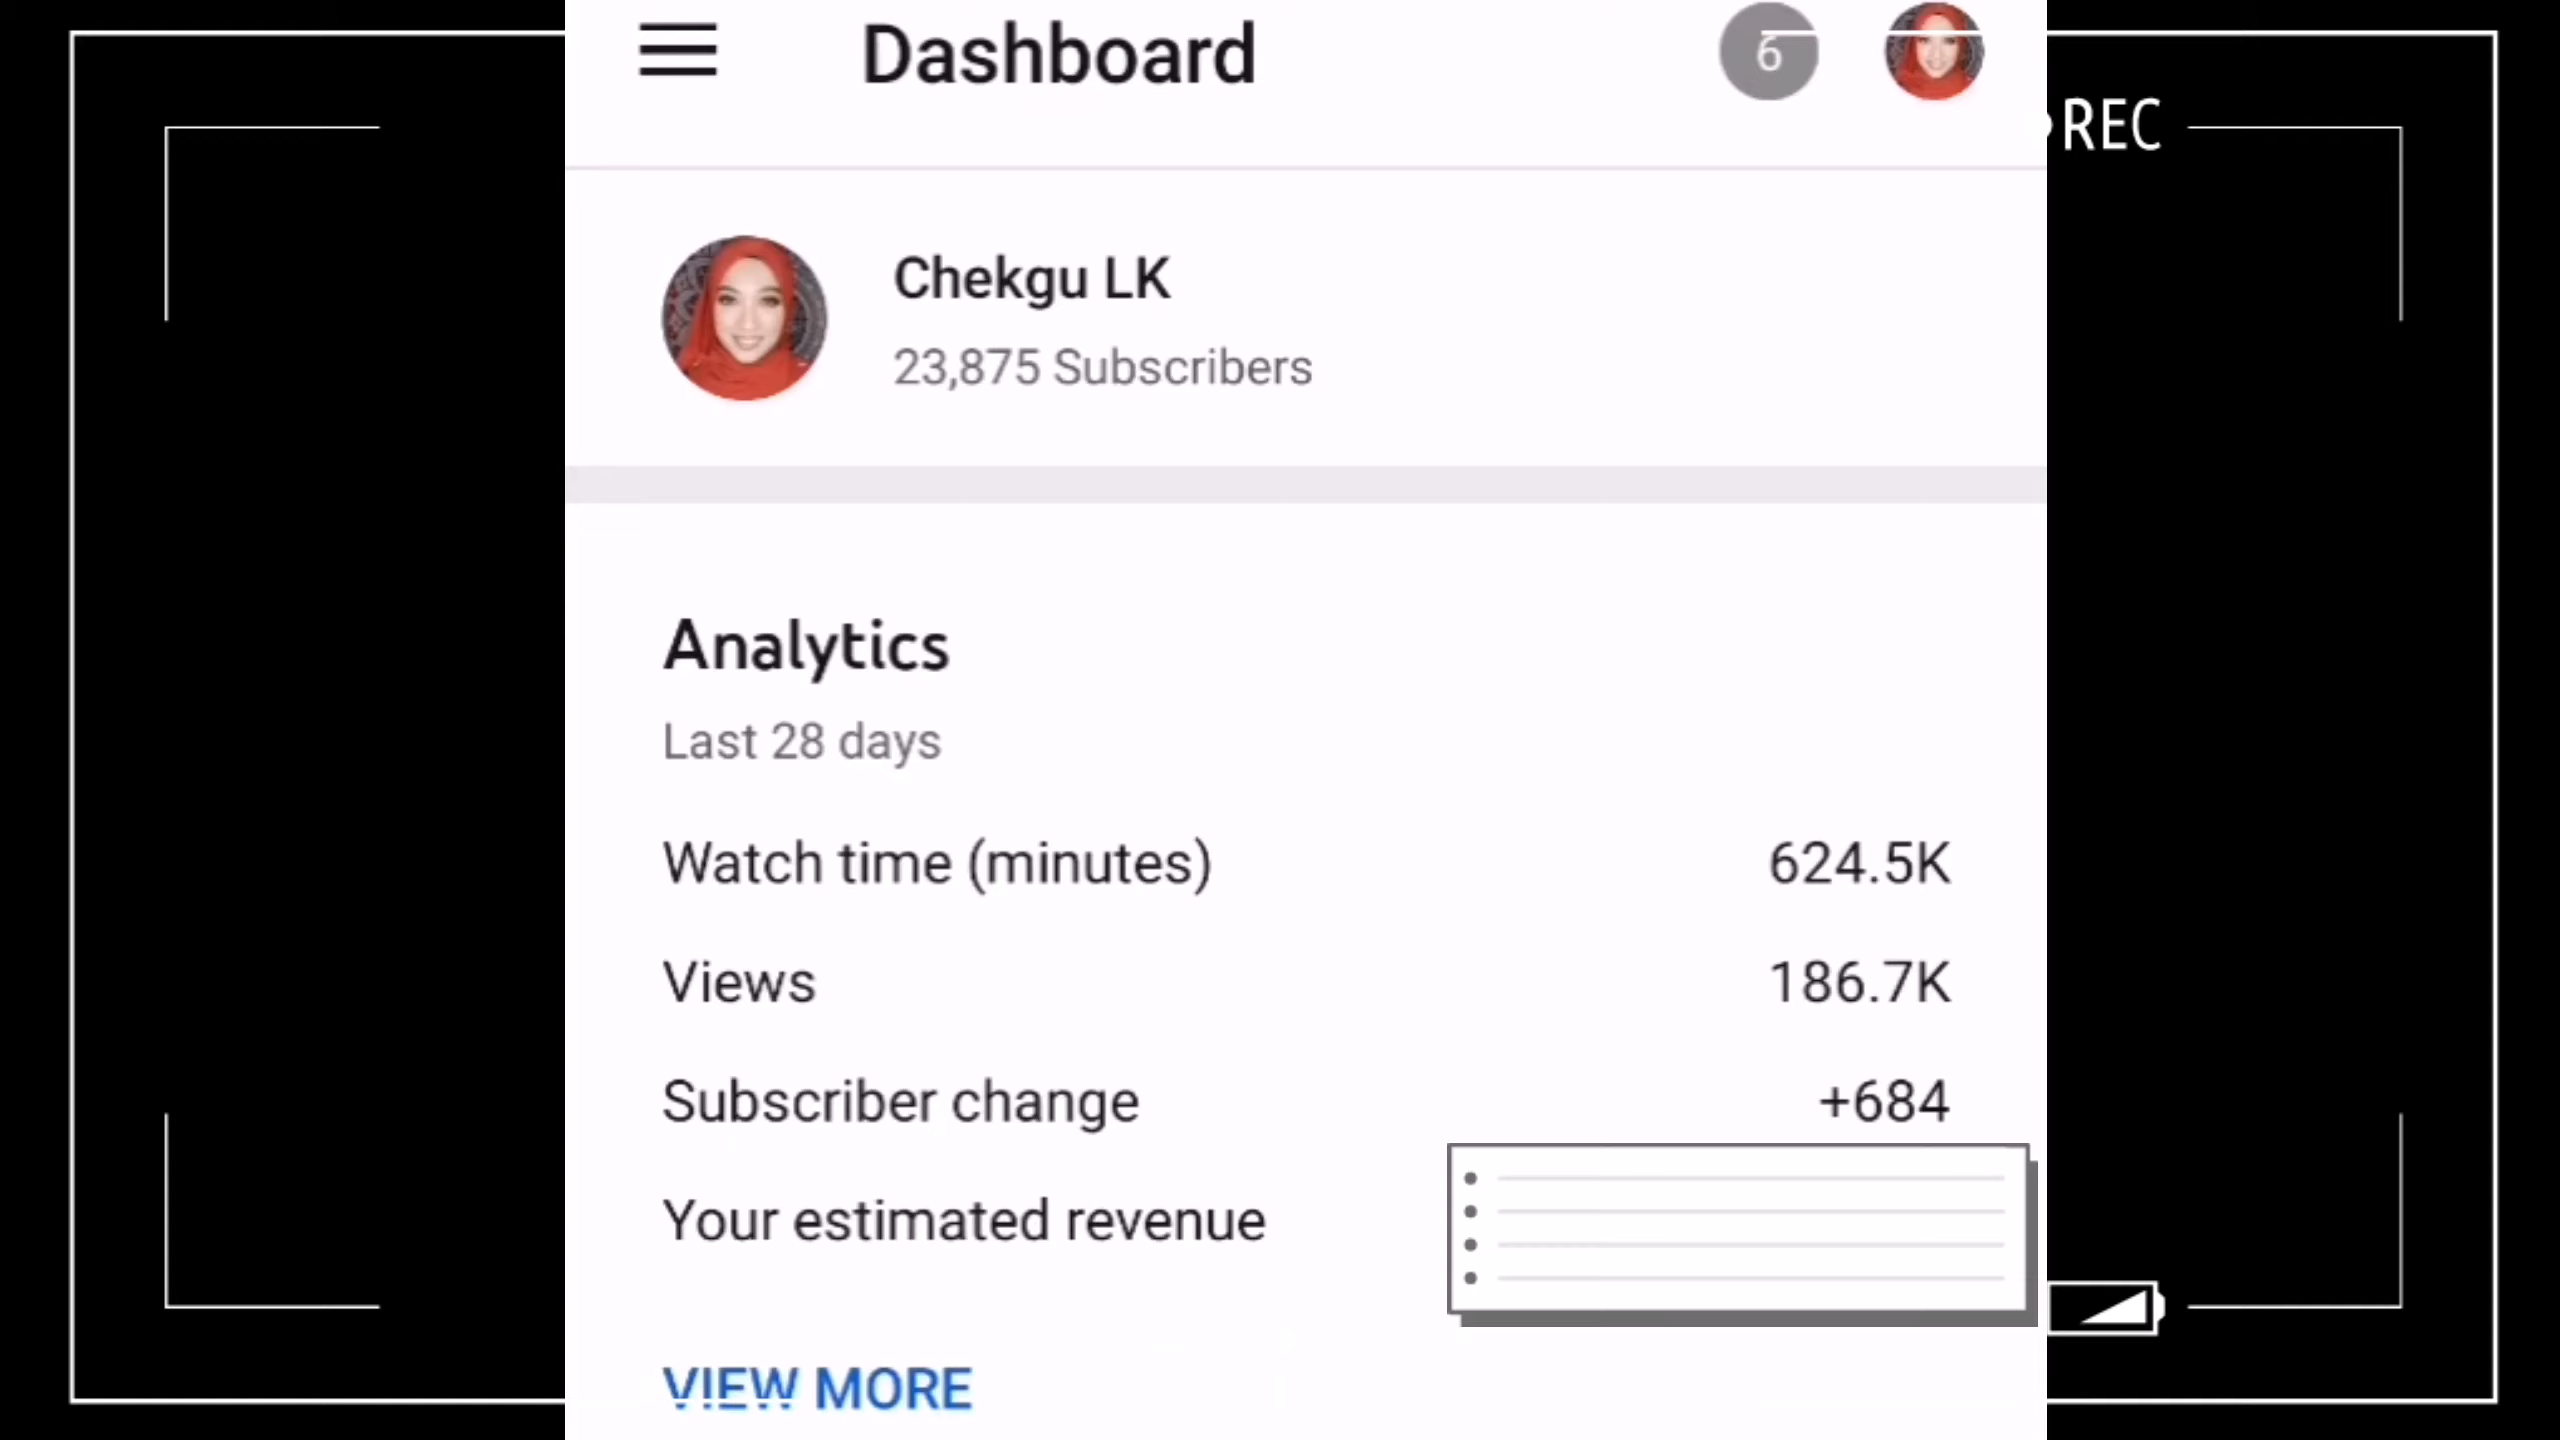 Dashboard
6
REC
Chekgu LK
23,875 Subscribers
Analytics
Last 28 days
Watch time (minutes) 624.5K
Views 186.7K
Subscriber change +684
Your estimated revenue
VIEW MORE